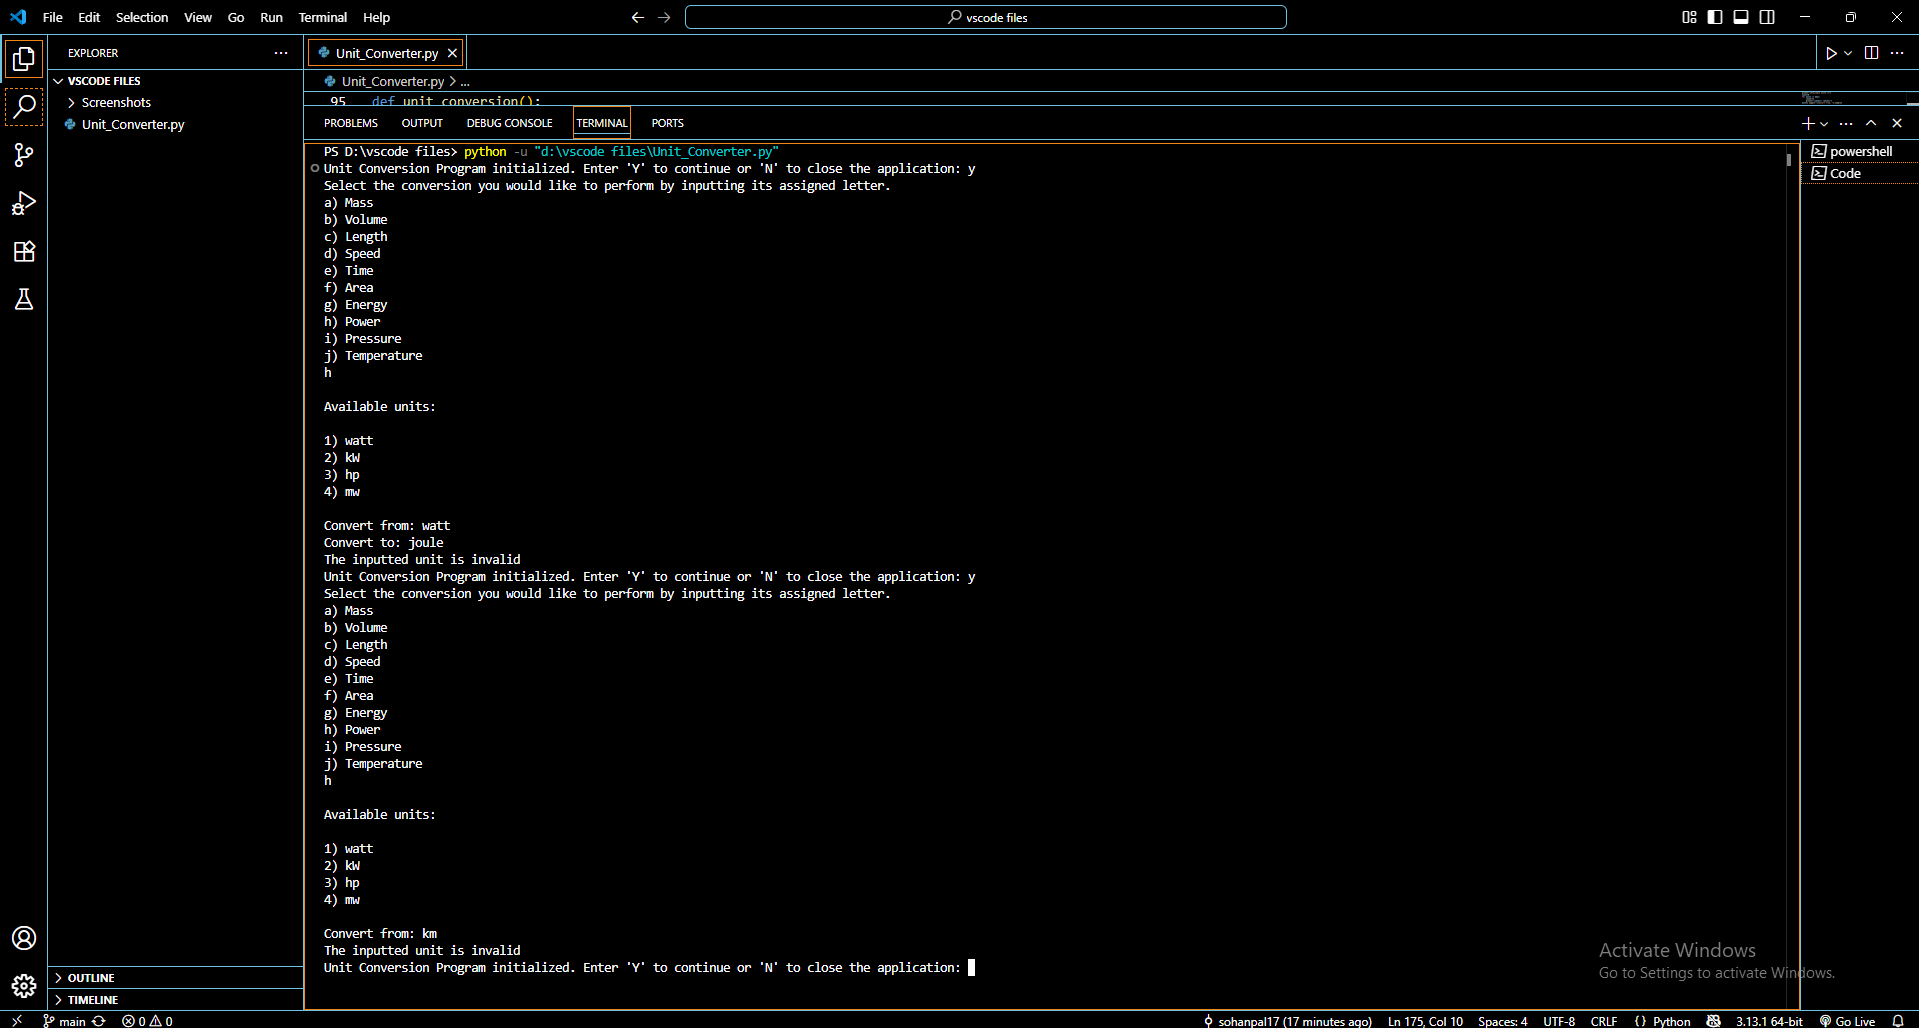 File Edit Selection View Go Run Terminal Help
vscode files
EXPLORER
VSCODE FILES
Screenshots
Unit_Converter.py
OUTLINE
TIMELINE
Unit_Converter.py
Unit_Converter.py > ...
95 def unit_conversion():
PROBLEMS OUTPUT DEBUG CONSOLE TERMINAL PORTS
PS D:\vscode files> python -u "d:\vscode files\Unit_Converter.py"
Unit Conversion Program initialized. Enter 'Y' to continue or 'N' to close the application: y
Select the conversion you would like to perform by inputting its assigned letter.
a) Mass
b) Volume
c) Length
d) Speed
e) Time
f) Area
g) Energy
h) Power
i) Pressure
j) Temperature
h
Available units:
1) watt
2) kW
3) hp
4) mw
Convert from: watt
Convert to: joule
The inputted unit is invalid
Unit Conversion Program initialized. Enter 'Y' to continue or 'N' to close the application: y
Select the conversion you would like to perform by inputting its assigned letter.
a) Mass
b) Volume
c) Length
d) Speed
e) Time
f) Area
g) Energy
h) Power
i) Pressure
j) Temperature
h
Available units:
1) watt
2) kW
3) hp
4) mw
Convert from: km
The inputted unit is invalid
Unit Conversion Program initialized. Enter 'Y' to continue or 'N' to close the application:
powershell
Code
Activate Windows
Go to Settings to activate Windows.
main 0 0 sohanpal17 (17 minutes ago) Ln 175, Col 10 Spaces: 4 UTF-8 CRLF {} Python 3.13.1 64-bit Go Live